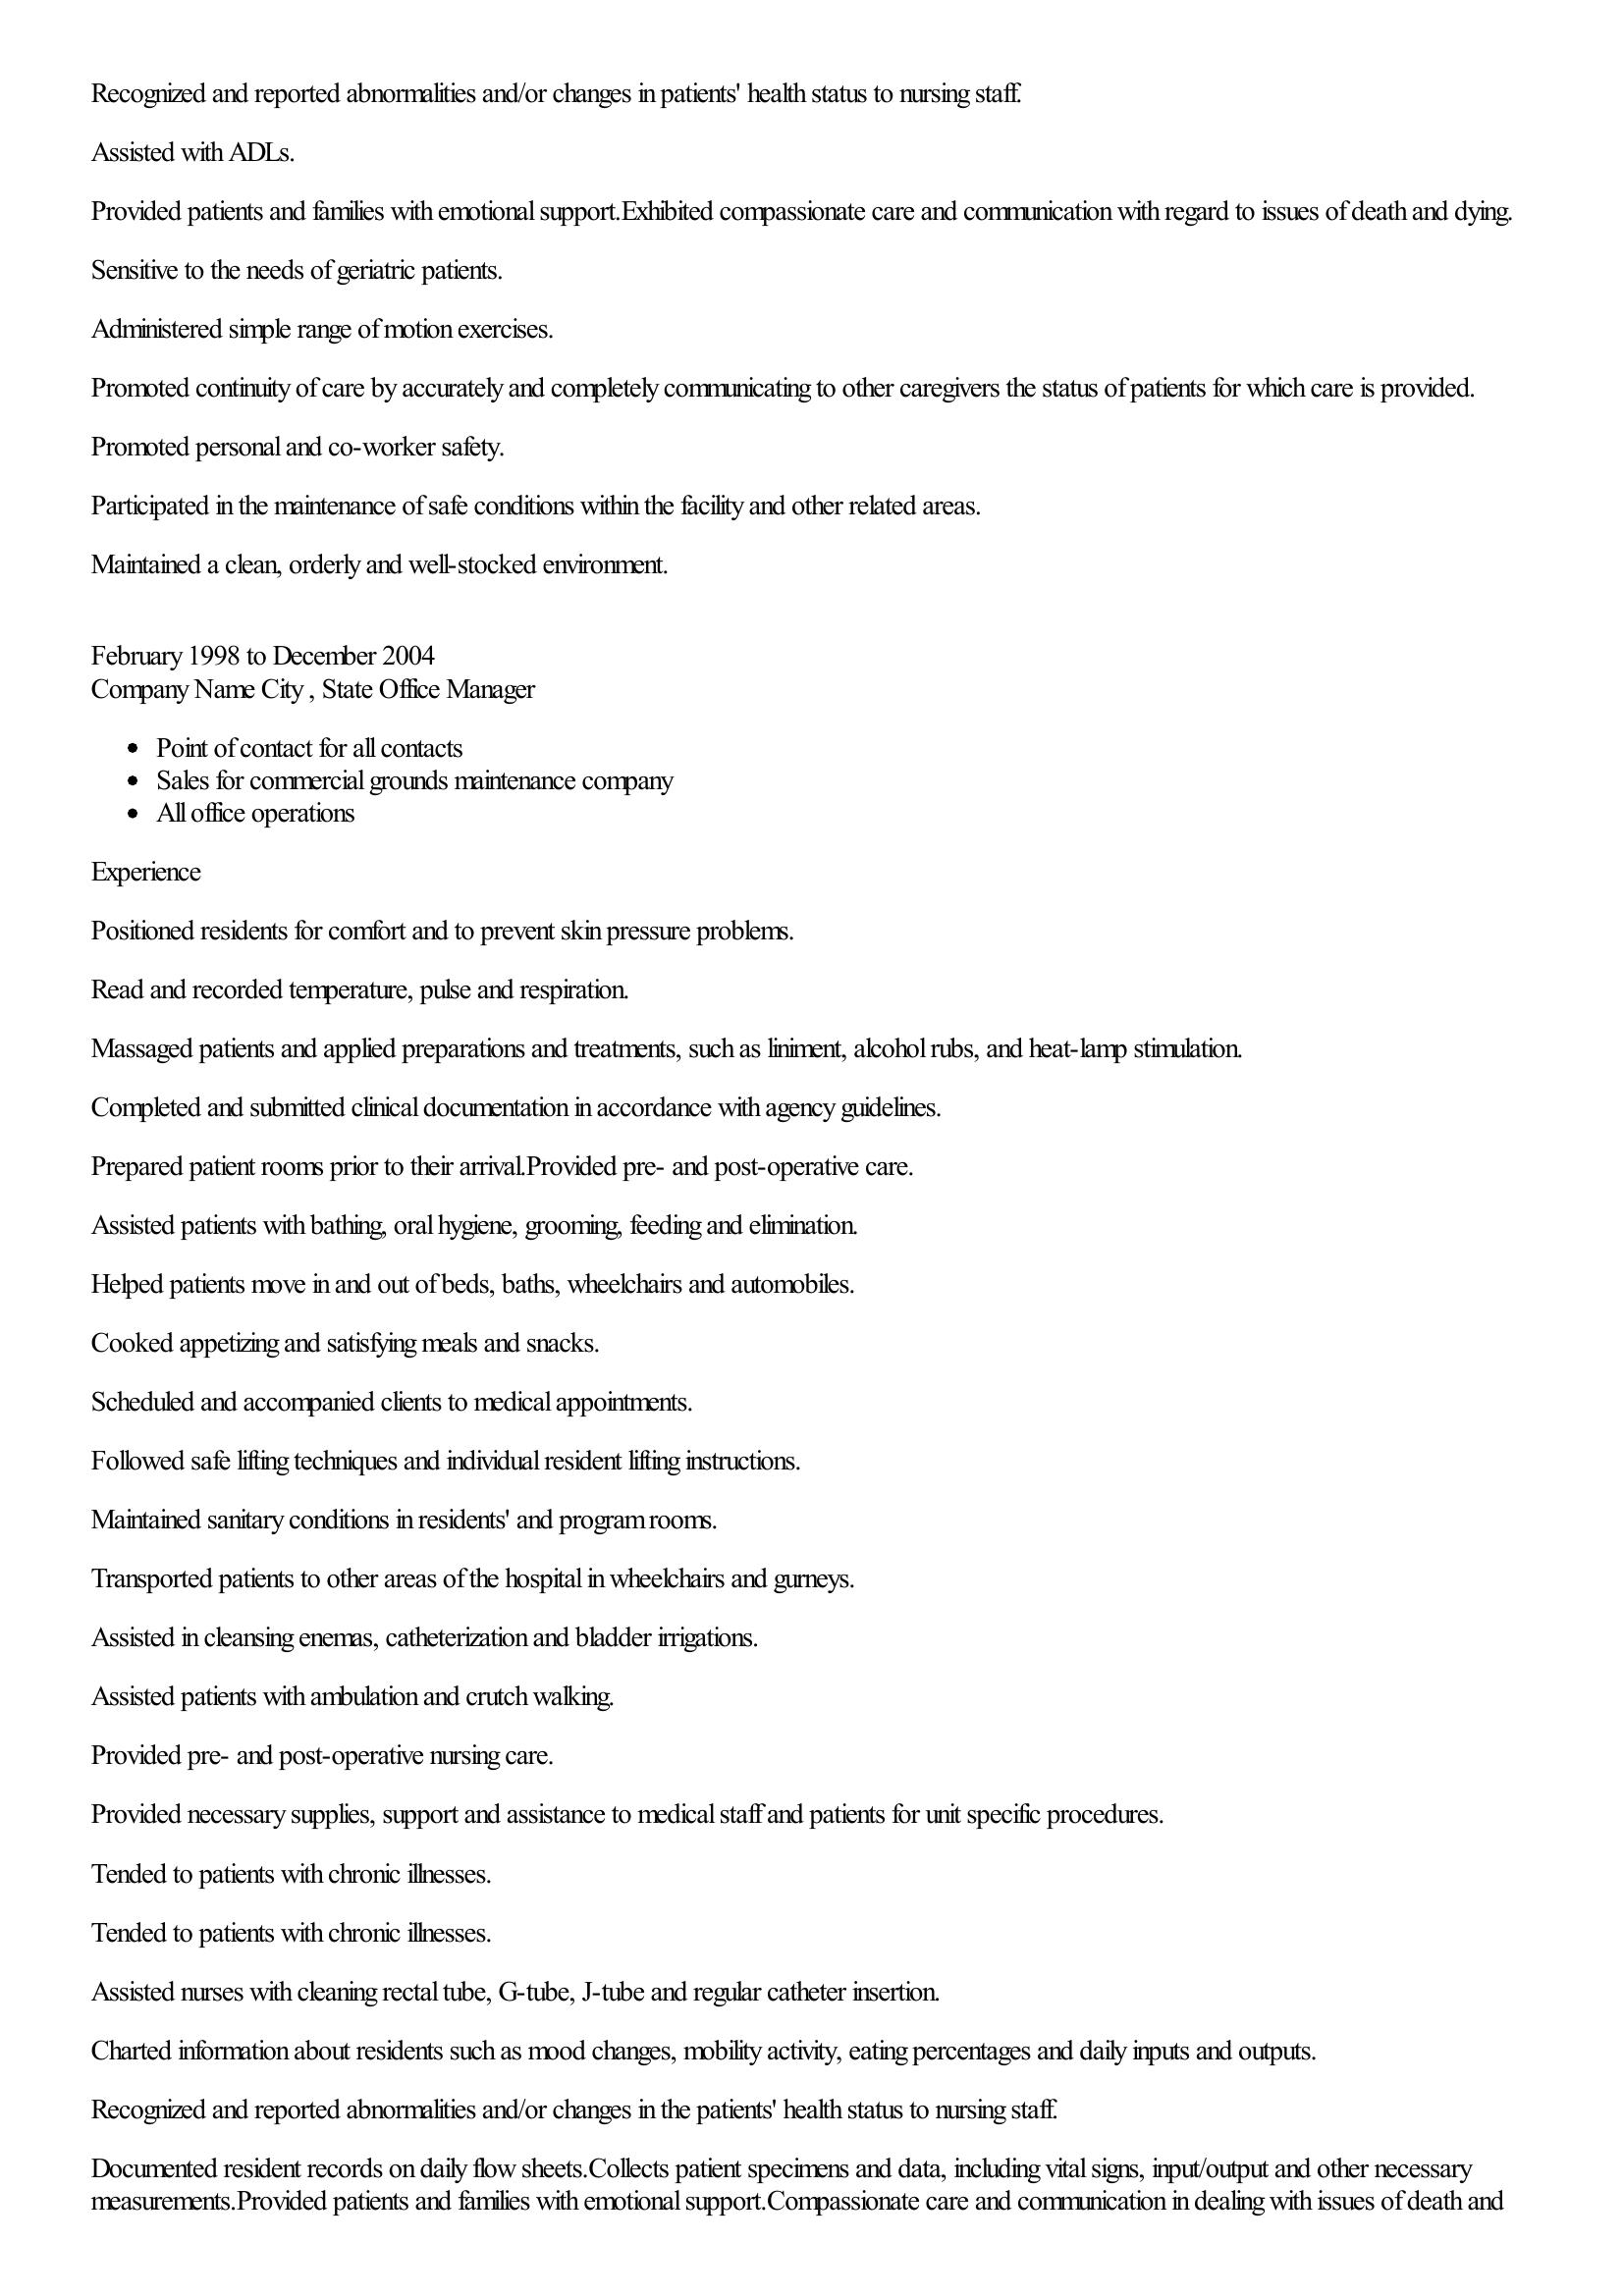 Recognized and reported abnormalities and/or changes in patients' health status to nursing staff.
Assisted with ADLs.
Provided patients and families with emotional support.Exhibited compassionate care and communication with regard to issues of death and dying.
Sensitive to the needs of geriatric patients.
Administered simple range of motion exercises.
Promoted continuity of care by accurately and completely communicating to other caregivers the status of patients for which care is provided.
Promoted personal and co-worker safety.
Participated in the maintenance of safe conditions within the facility and other related areas.
Maintained a clean, orderly and well-stocked environment.
February 1998 to December 2004
Company Name City , State Office Manager
• Point of contact for all contacts
• Sales for commercial grounds maintenance company
• All office operations
Experience
Positioned residents for comfort and to prevent skin pressure problems.
Read and recorded temperature, pulse and respiration.
Massaged patients and applied preparations and treatments, such as liniment, alcohol rubs, and heat-lamp stimulation.
Completed and submitted clinical documentation in accordance with agency guidelines.
Prepared patient rooms prior to their arrival.Provided pre- and post-operative care.
Assisted patients with bathing, oral hygiene, grooming, feeding and elimination.
Helped patients move in and out of beds, baths, wheelchairs and automobiles.
Cooked appetizing and satisfying meals and snacks.
Scheduled and accompanied clients to medical appointments.
Followed safe lifting techniques and individual resident lifting instructions.
Maintained sanitary conditions in residents' and program rooms.
Transported patients to other areas of the hospital in wheelchairs and gurneys.
Assisted in cleansing enemas, catheterization and bladder irrigations.
Assisted patients with ambulation and crutch walking.
Provided pre- and post-operative nursing care.
Provided necessary supplies, support and assistance to medical staff and patients for unit specific procedures.
Tended to patients with chronic illnesses.
Tended to patients with chronic illnesses.
Assisted nurses with cleaning rectal tube, G-tube, J-tube and regular catheter insertion.
Charted information about residents such as mood changes, mobility activity, eating percentages and daily inputs and outputs.
Recognized and reported abnormalities and/or changes in the patients' health status to nursing staff.
Documented resident records on daily flow sheets.Collects patient specimens and data, including vital signs, input/output and other necessary
measurements.Provided patients and families with emotional support.Compassionate care and communication in dealing with issues of death and